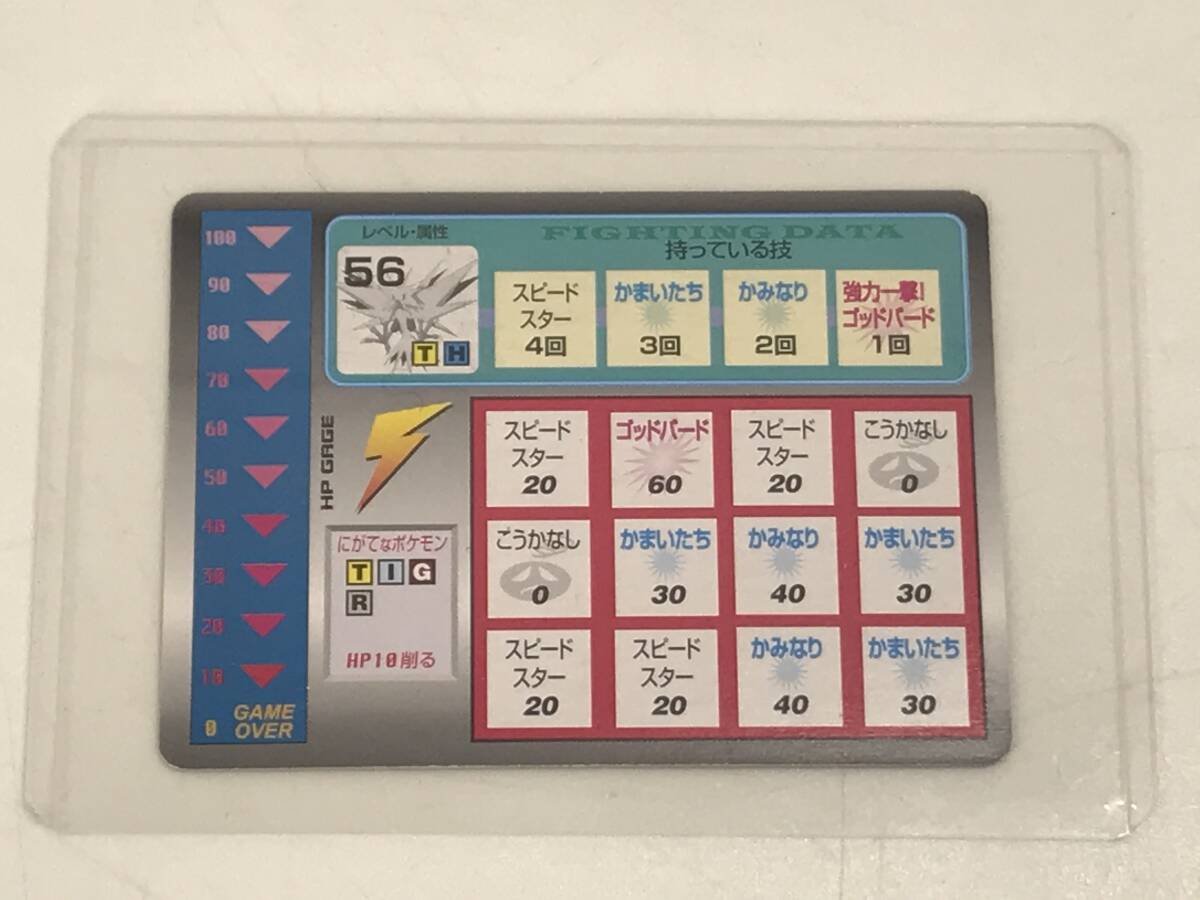 100
90
80
70
60
50
40
30
20
10
0 GAME OVER
HP GAGE
レベル・属性
56
T H
FIGHTING DATA
持っている技
スピード
スター
4回
かまいたち
3回
かみなり
2回
強力一撃!
ゴッドバード
1回
にがてなポケモン
T I G
R
HP10削る
スピード
スター
20
ゴッドバード
60
スピード
スター
20
こうかなし
0
こうかなし
0
かまいたち
30
かみなり
40
かまいたち
30
スピード
スター
20
スピード
スター
20
かみなり
40
かまいたち
30